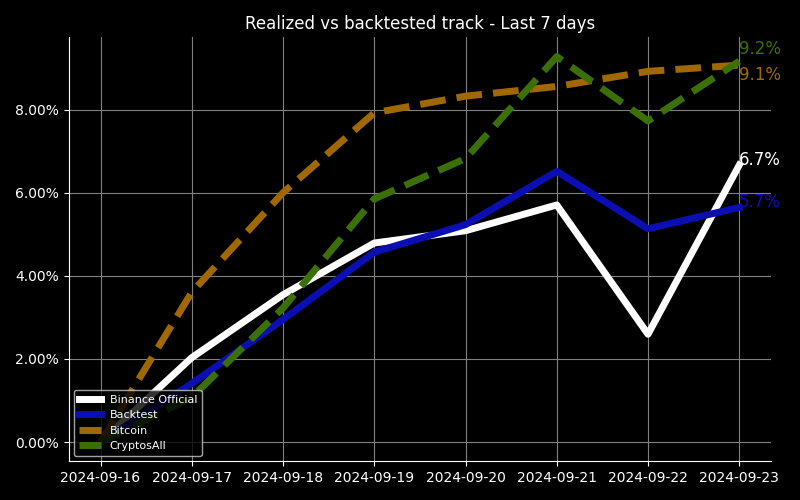 Realized vs backtested track - Last 7 days
9.2%
9.1%
8.00%
6.7%
6.00%
5.7%
4.00%
2.00%
0.00%
Binance Official
Backtest
Bitcoin
CryptosAll
2024-09-16 2024-09-17 2024-09-18 2024-09-19 2024-09-20 2024-09-21 2024-09-22 2024-09-23